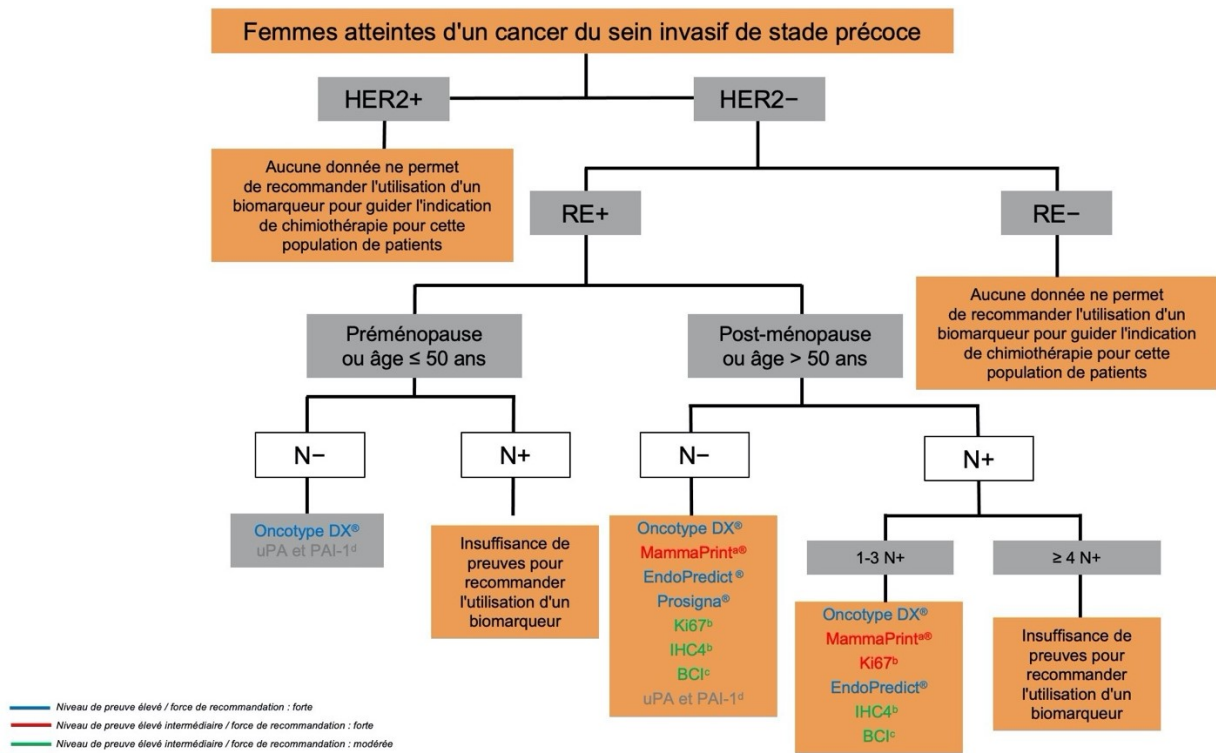 Femmes atteintes d'un cancer du sein invasif de stade précoce
HER2+
HER2−
Aucune donnée ne permet
de recommander l'utilisation d'un
biomarqueur pour guider l'indication
de chimiothérapie pour cette
population de patients
RE+
RE−
Aucune donnée ne permet
de recommander l'utilisation d'un
biomarqueur pour guider l'indication
de chimiothérapie pour cette
population de patients
Préménopause
ou âge ≤ 50 ans
Post-ménopause
ou âge > 50 ans
N−
N+
N−
N+
Oncotype DX®
uPA et PAI-1ᵈ
Insuffisance de
preuves pour
recommander
l'utilisation d'un
biomarqueur
Oncotype DX®
MammaPrintᵃ®
EndoPredict ®
Prosigna®
Ki67ᵇ
IHC4ᵇ
BCIᶜ
uPA et PAI-1ᵈ
1-3 N+
≥ 4 N+
Oncotype DX®
MammaPrintᵃ®
Ki67ᵇ
EndoPredict®
IHC4ᵇ
BCIᶜ
Insuffisance de
preuves pour
recommander
l'utilisation d'un
biomarqueur
Niveau de preuve élevé / force de recommandation : forte
Niveau de preuve élevé intermédiaire / force de recommandation : forte
Niveau de preuve élevé intermédiaire / force de recommandation : modérée